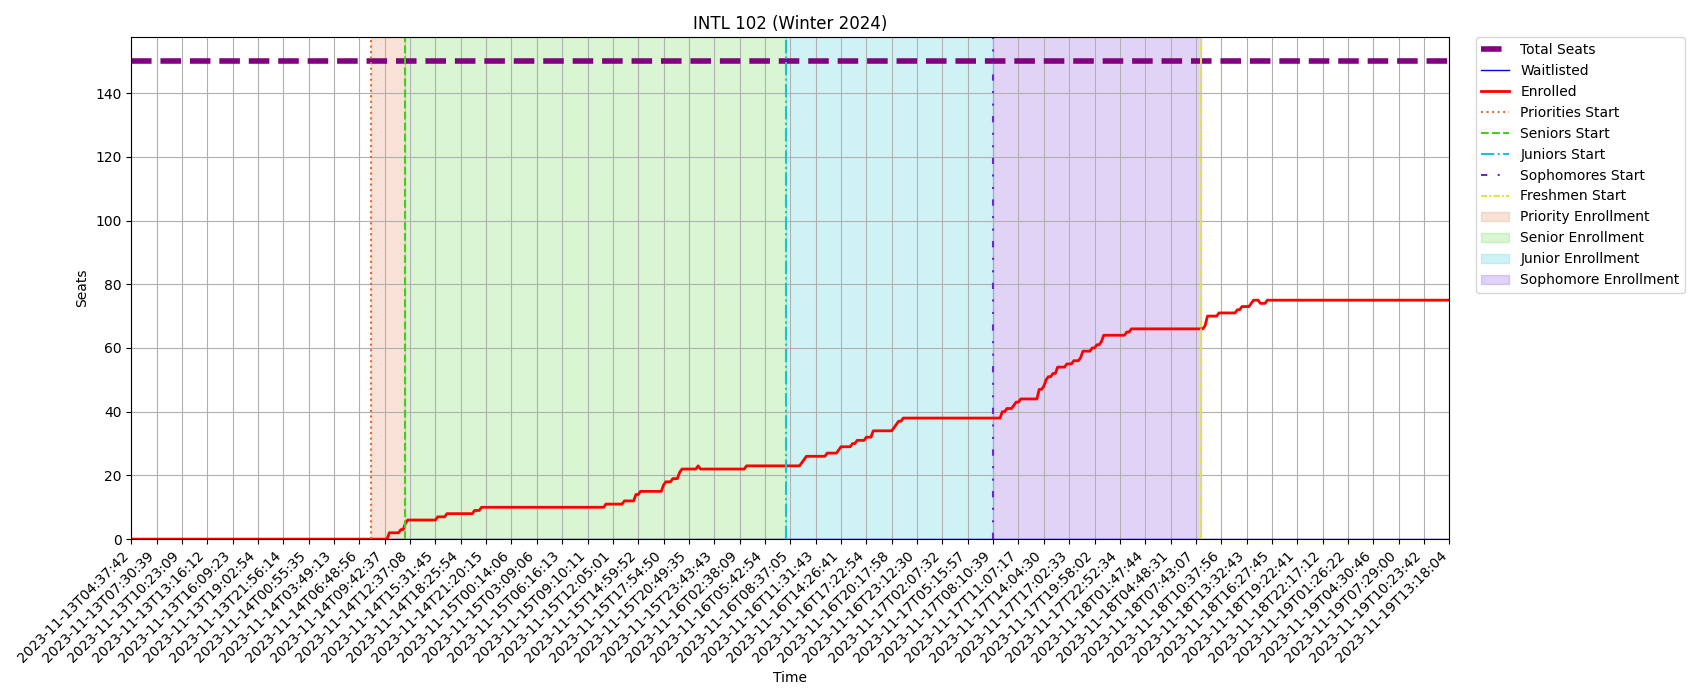 INTL 102 (Winter 2024)
Total Seats
Waitlisted
Enrolled
Priorities Start
Seniors Start
Juniors Start
Sophomores Start
Freshmen Start
Priority Enrollment
Senior Enrollment
Junior Enrollment
Sophomore Enrollment
Seats
140
120
100
80
60
40
20
0
2023-11-13T04:37:42
2023-11-13T07:30:39
2023-11-13T10:23:09
2023-11-13T13:16:12
2023-11-13T16:09:23
2023-11-13T19:02:54
2023-11-13T21:56:14
2023-11-14T00:55:35
2023-11-14T03:49:13
2023-11-14T06:48:56
2023-11-14T09:42:37
2023-11-14T12:37:08
2023-11-14T15:31:45
2023-11-14T18:25:54
2023-11-14T21:20:15
2023-11-15T00:14:06
2023-11-15T03:09:06
2023-11-15T06:16:13
2023-11-15T09:10:11
2023-11-15T12:05:01
2023-11-15T14:59:52
2023-11-15T17:54:50
2023-11-15T20:49:35
2023-11-15T23:43:43
2023-11-16T02:38:09
2023-11-16T05:42:54
2023-11-16T08:37:05
2023-11-16T11:31:43
2023-11-16T14:26:41
2023-11-16T17:22:54
2023-11-16T20:17:58
2023-11-16T23:12:30
2023-11-17T02:07:32
2023-11-17T05:15:57
2023-11-17T08:10:39
2023-11-17T11:07:17
2023-11-17T14:04:30
2023-11-17T17:02:33
2023-11-17T19:58:02
2023-11-17T22:52:34
2023-11-18T01:47:44
2023-11-18T04:48:31
2023-11-18T07:43:07
2023-11-18T10:37:56
2023-11-18T13:32:43
2023-11-18T16:27:45
2023-11-18T19:22:41
2023-11-18T22:17:12
2023-11-19T01:26:22
2023-11-19T04:30:46
2023-11-19T07:29:00
2023-11-19T10:23:42
2023-11-19T13:18:04
Time